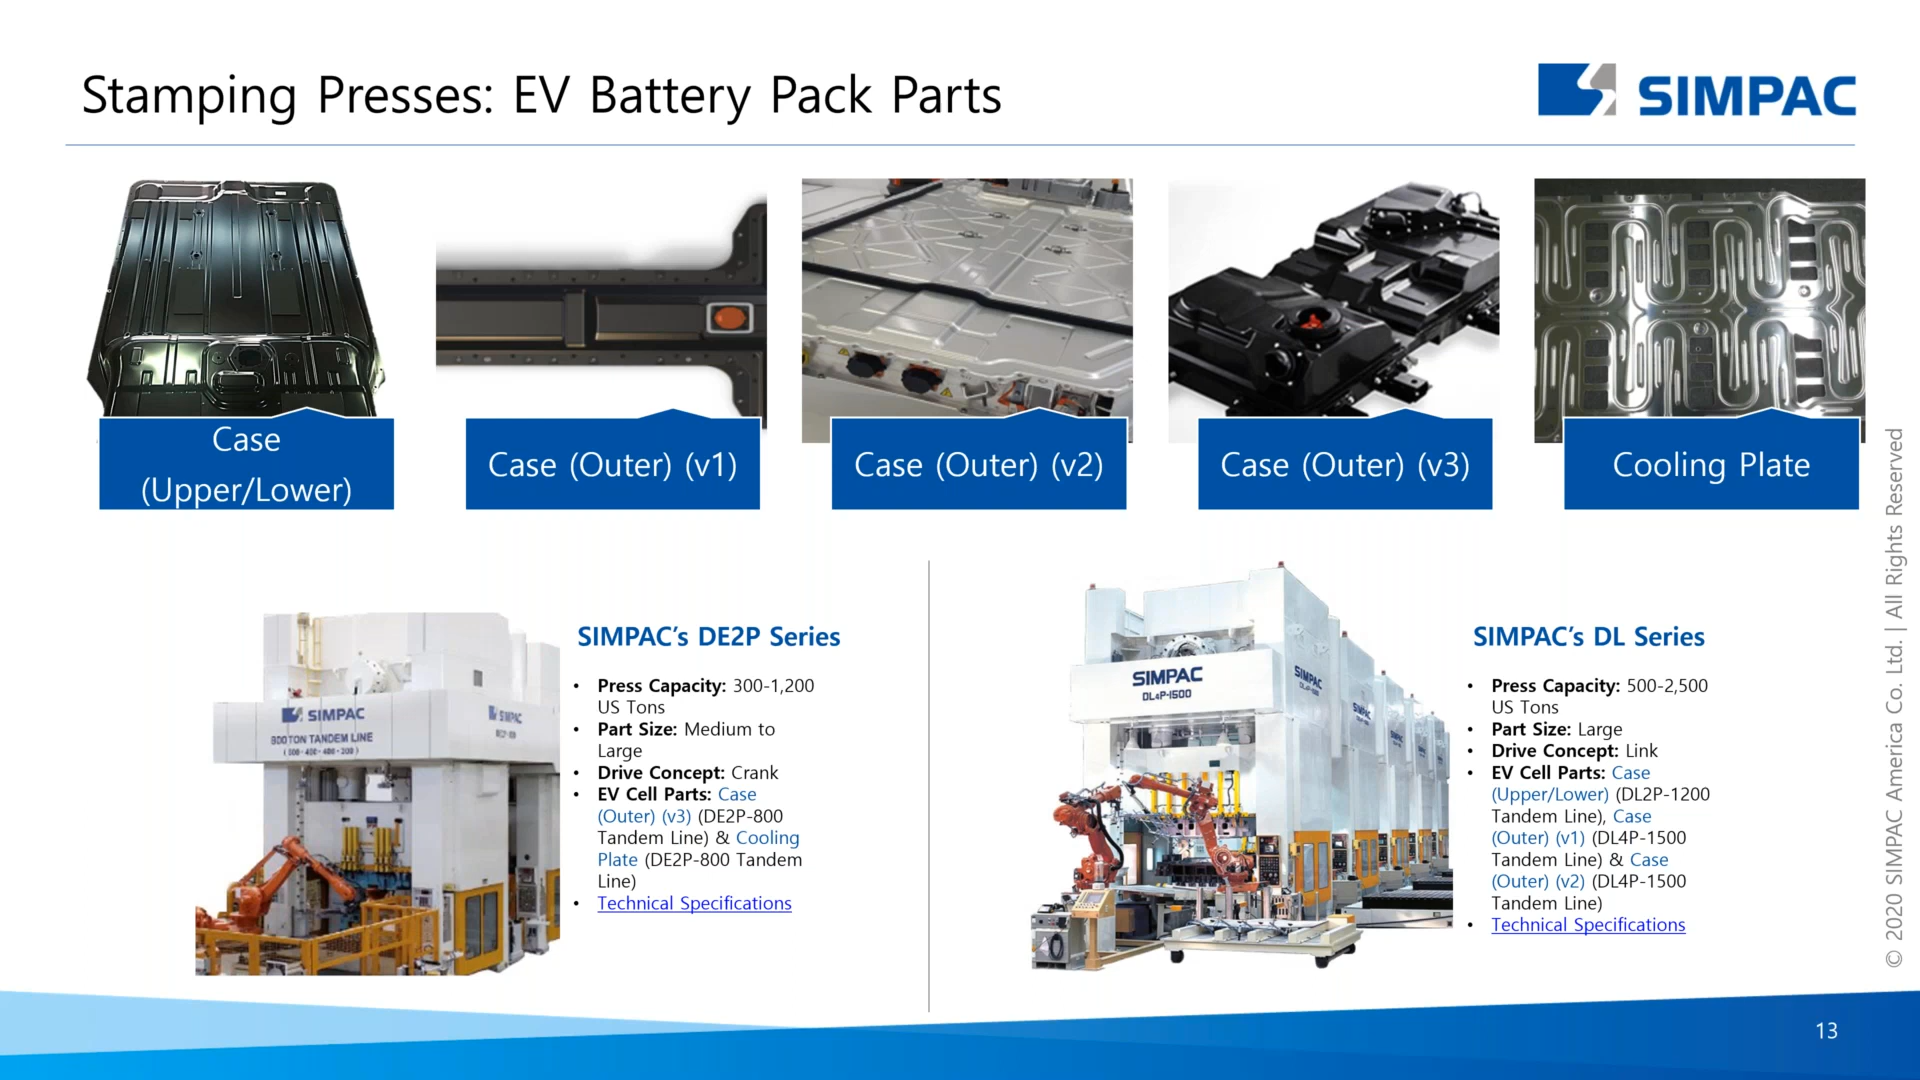 Stamping Presses: EV Battery Pack Parts
SIMPAC
Case
(Upper/Lower)
Case (Outer) (v1)
Case (Outer) (v2)
Case (Outer) (v3)
Cooling Plate
SIMPAC
SIMPAC
800 TON TANDEM LINE
SIMPAC's DE2P Series
• Press Capacity: 300-1,200
US Tons
• Part Size: Medium to
Large
• Drive Concept: Crank
• EV Cell Parts: Case
(Outer) (v3) (DE2P-800
Tandem Line) & Cooling
Plate (DE2P-800 Tandem
Line)
• Technical Specifications
SIMPAC
DL4P-1500
SIMPAC
SIMPAC
SIMPAC's DL Series
• Press Capacity: 500-2,500
US Tons
• Part Size: Large
• Drive Concept: Link
• EV Cell Parts: Case
(Upper/Lower) (DL2P-1200
Tandem Line), Case
(Outer) (v1) (DL4P-1500
Tandem Line) & Case
(Outer) (v2) (DL4P-1500
Tandem Line)
• Technical Specifications
© 2020 SIMPAC America Co. Ltd. | All Rights Reserved
13